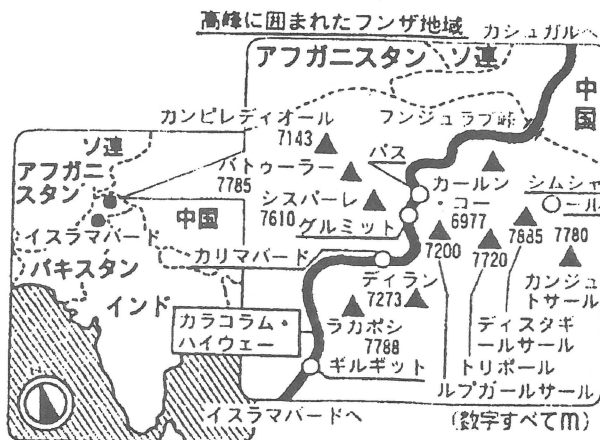 高峰に囲まれたフンザ地域
カシュガルへ
アフガニスタン
ソ連
中国
カンピレディオール
7143
フンジュラブ峠
バトゥーラー
7785
パス
シスパーレ
7610
グルミット
カールン
・コー
6977
シムシャ
ール
7200
7720
7885
7780
カリマバード
ディラン
7273
カンジュ
トサール
ラカポシ
7788
ディスタギ
ールサール
トリボール
ルプガールサール
カラコラム・
ハイウェー
ギルギット
イスラマバードへ
(数字すべてm)
ソ連
アフガニ
スタン
中国
イスラマバード
パキスタン
インド